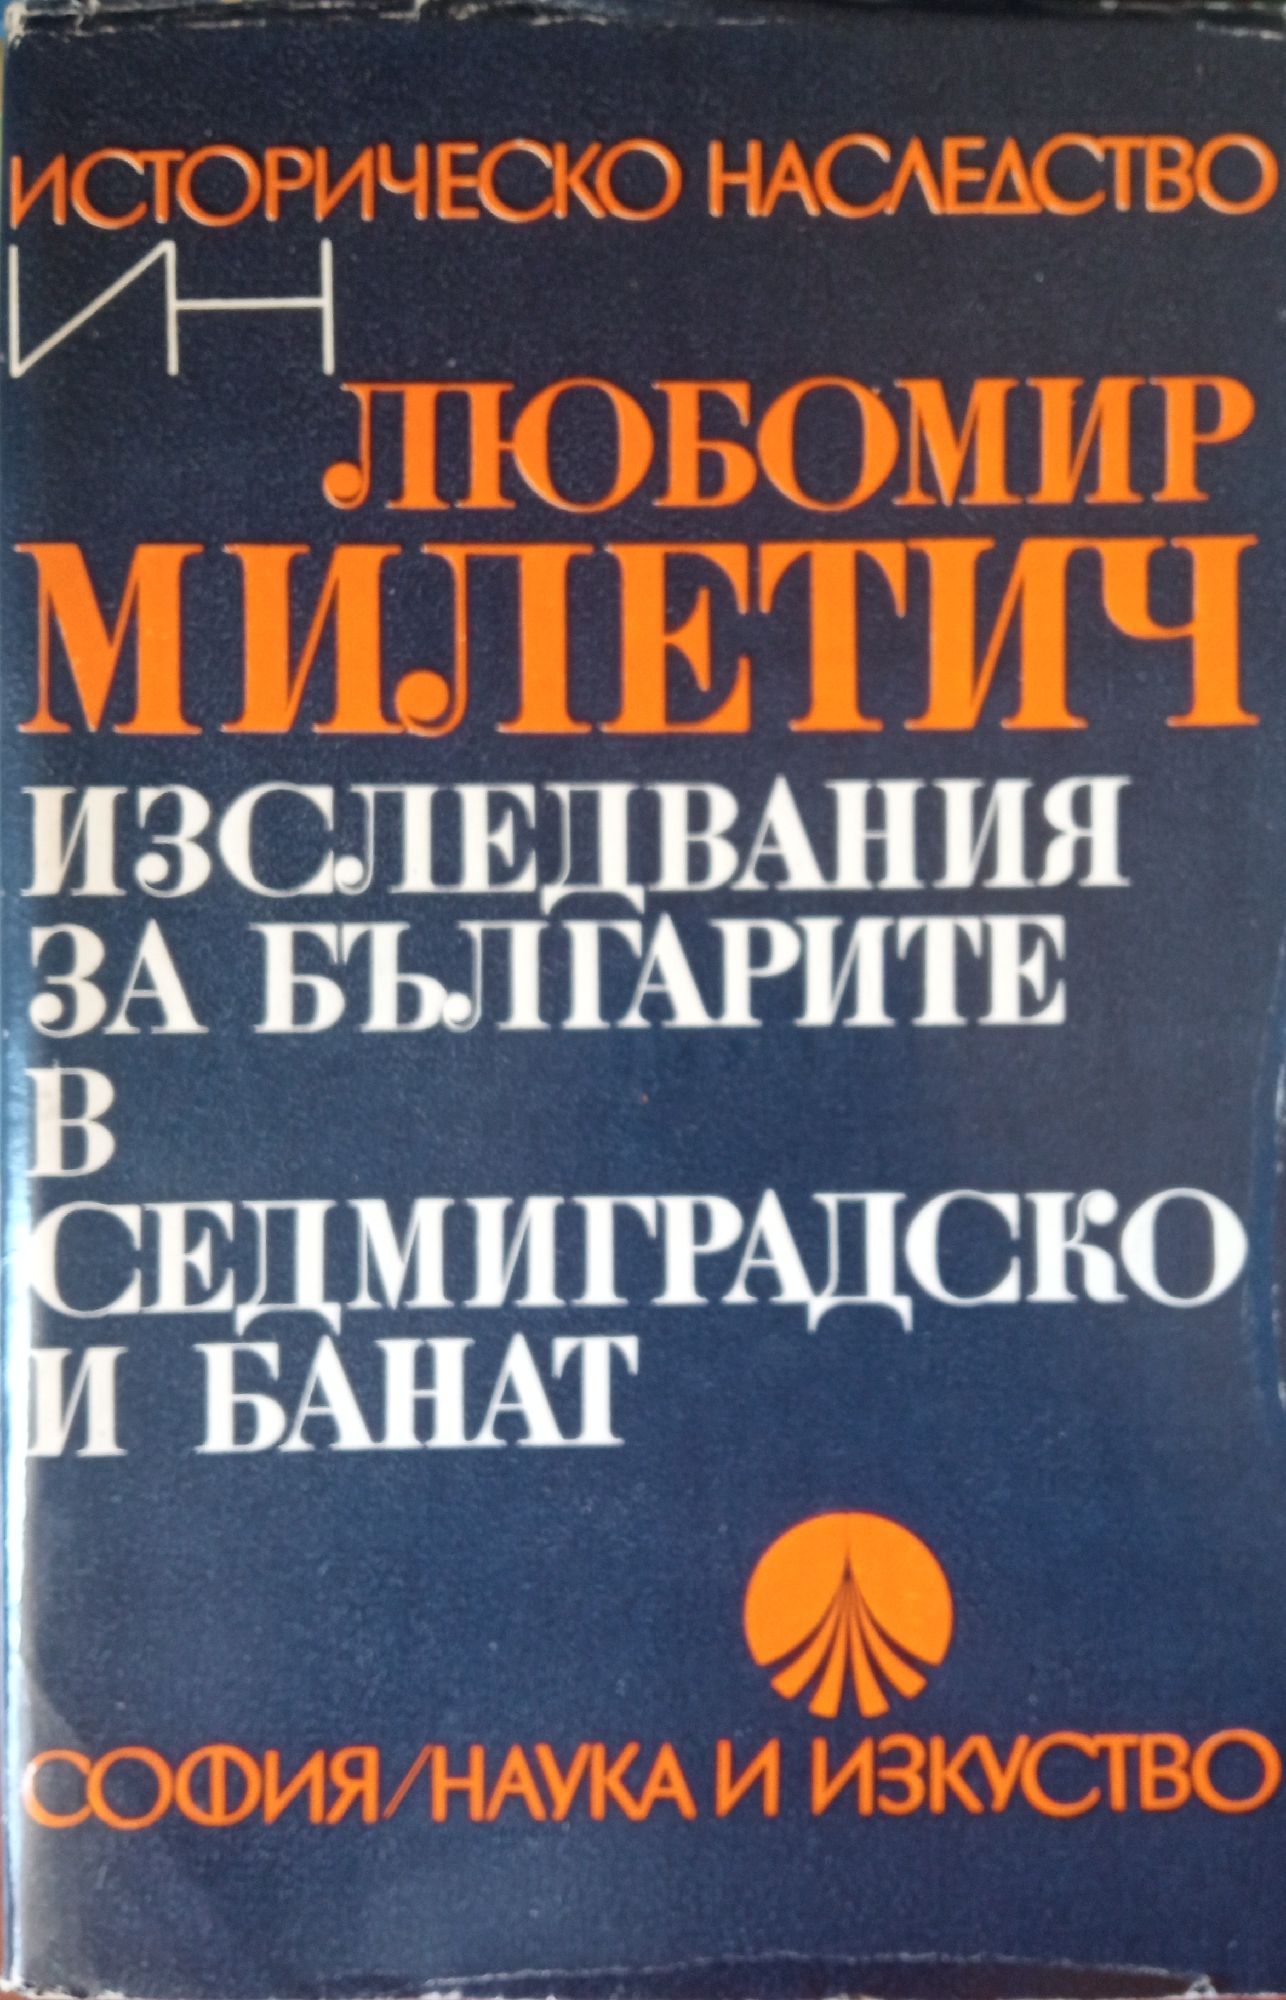 ИСТОРИЧЕСКО НАСЛЕДСТВО
ИН
ЛЮБОМИР
МИЛЕТИЧ
ИЗСЛЕДВАНИЯ
ЗА БЪЛГАРИТЕ
В
СЕДМИГРАДСКО
И БАНАТ
СОФИЯ/НАУКА И ИЗКУСТВО